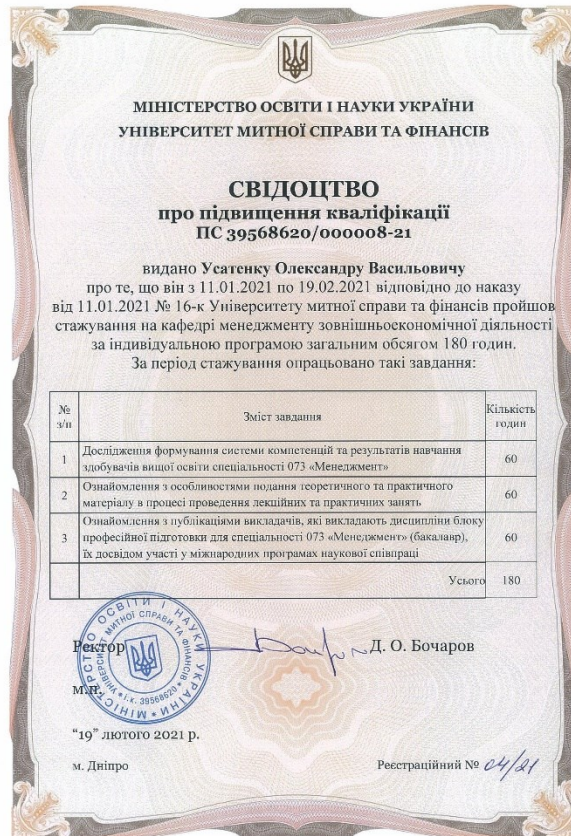 МІНІСТЕРСТВО ОСВІТИ І НАУКИ УКРАЇНИ
УНІВЕРСИТЕТ МИТНОЇ СПРАВИ ТА ФІНАНСІВ
СВІДОЦТВО
про підвищення кваліфікації
ПС 39568620/000008-21
видано Усатенку Олександру Васильовичу
про те, що він з 11.01.2021 по 19.02.2021 відповідно до наказу
від 11.01.2021 № 16-к Університету митної справи та фінансів пройшов
стажування на кафедрі менеджменту зовнішньоекономічної діяльності
за індивідуальною програмою загальним обсягом 180 годин.
За період стажування опрацьовано такі завдання:
№ з/п Зміст завдання Кількість годин
1 Дослідження формування системи компетенцій та результатів навчання
здобувачів вищої освіти спеціальності 073 «Менеджмент» 60
2 Ознайомлення з особливостями подання теоретичного та практичного
матеріалу в процесі проведення лекційних та практичних занять 60
3 Ознайомлення з публікаціями викладачів, які викладають дисципліни блоку
професійної підготовки для спеціальності 073 «Менеджмент» (бакалавр),
їх досвідом участі у міжнародних програмах наукової співпраці 60
Усього 180
Ректор Д. О. Бочаров
м.п.
МІНІСТЕРСТВО ОСВІТИ І НАУКИ УКРАЇНИ
УНІВЕРСИТЕТ МИТНОЇ СПРАВИ ТА ФІНАНСІВ
і.к. 39568620
“19” лютого 2021 р.
м. Дніпро Реєстраційний № 04/21